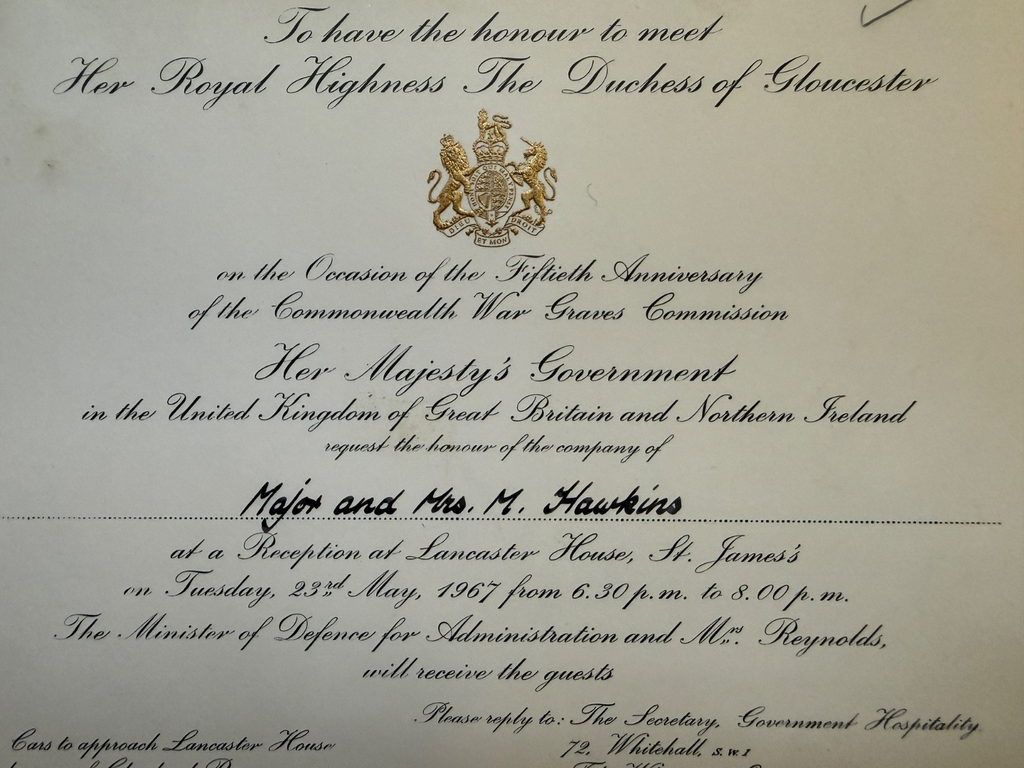 To have the honour to meet
Her Royal Highness The Duchess of Gloucester
DIEU ET MON DROIT
on the Occasion of the Fiftieth Anniversary
of the Commonwealth War Graves Commission
Her Majesty's Government
in the United Kingdom of Great Britain and Northern Ireland
request the honour of the company of
Major and Mrs. M. Hawkins
at a Reception at Lancaster House, St. James's
on Tuesday, 23rd May, 1967 from 6.30 p.m. to 8.00 p.m.
The Minister of Defence for Administration and Mrs. Reynolds,
will receive the guests
Please reply to: The Secretary, Government Hospitality.
Cars to approach Lancaster House
72, Whitehall, S.W.1